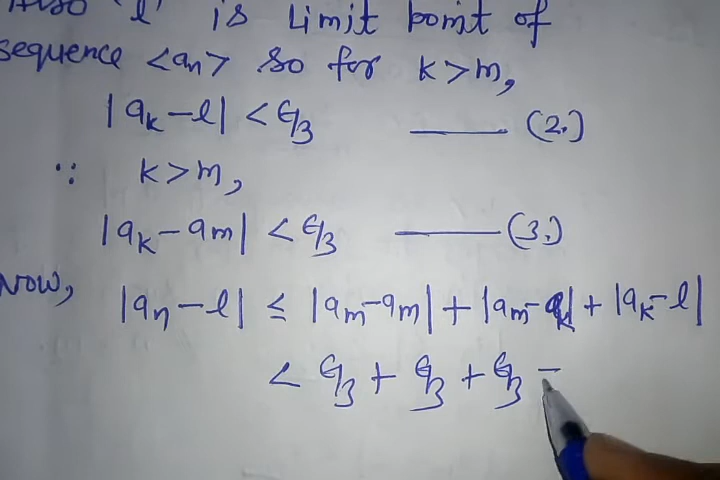 Also 'l' is Limit point of
sequence <an> so for k>m,
|ak-l| < ε/3 —— (2.)
∵ k>m,
|ak-am| < ε/3 —— (3.)
Now, |an-l| ≤ |am-am| + |am-ak| + |ak-l|
< ε/3 + ε/3 + ε/3 =